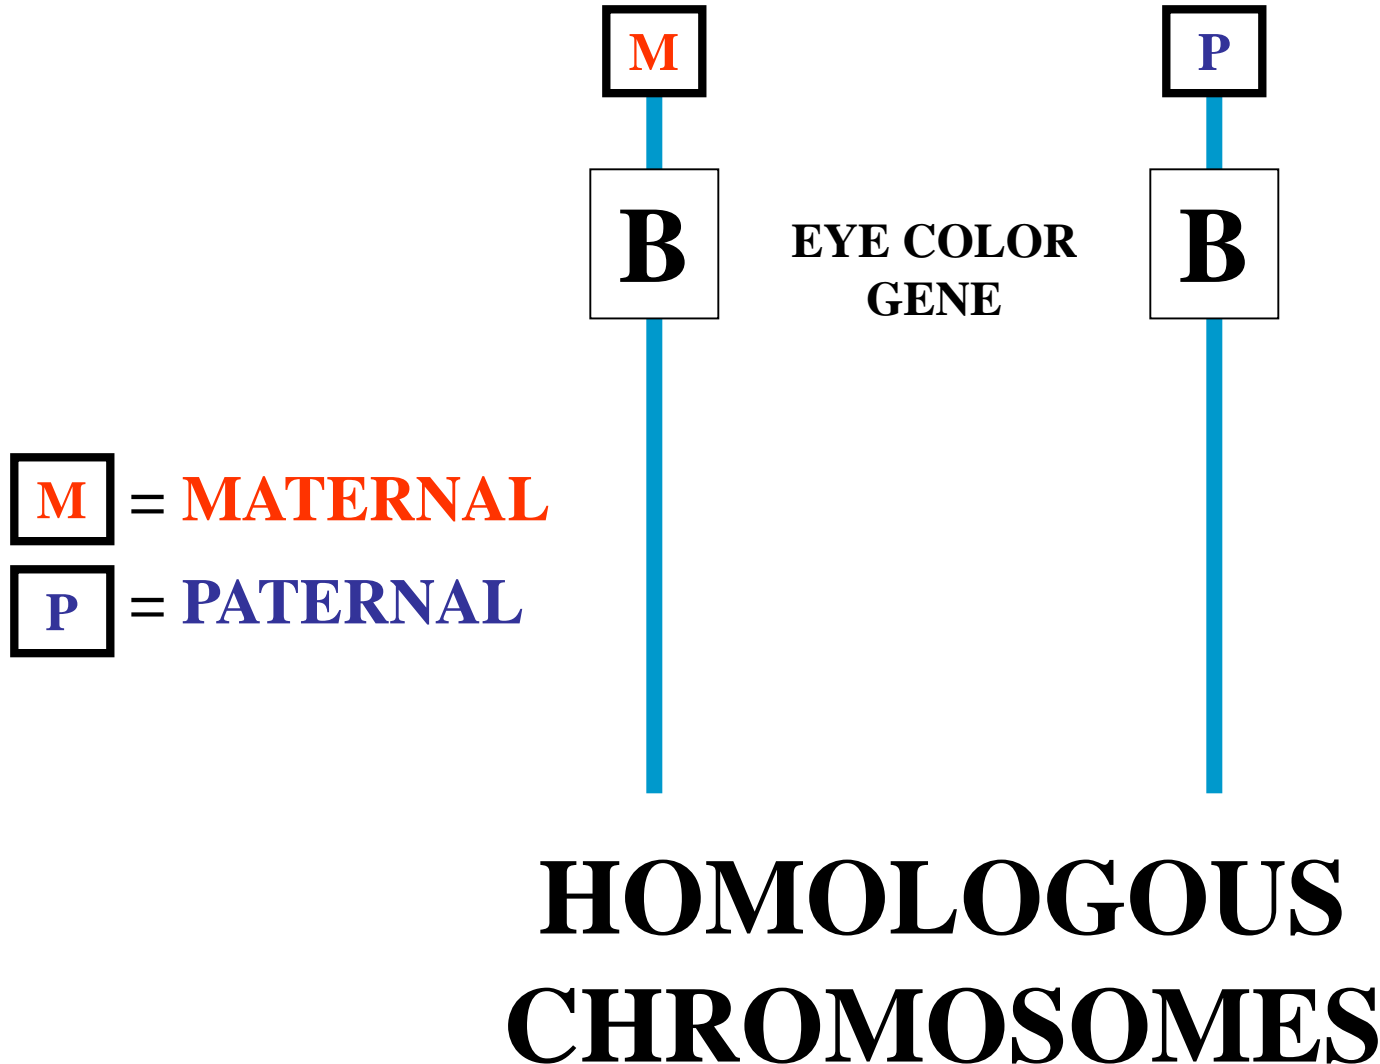 M
P
B
EYE COLOR
GENE
B
M = MATERNAL
P = PATERNAL
HOMOLOGOUS
CHROMOSOMES